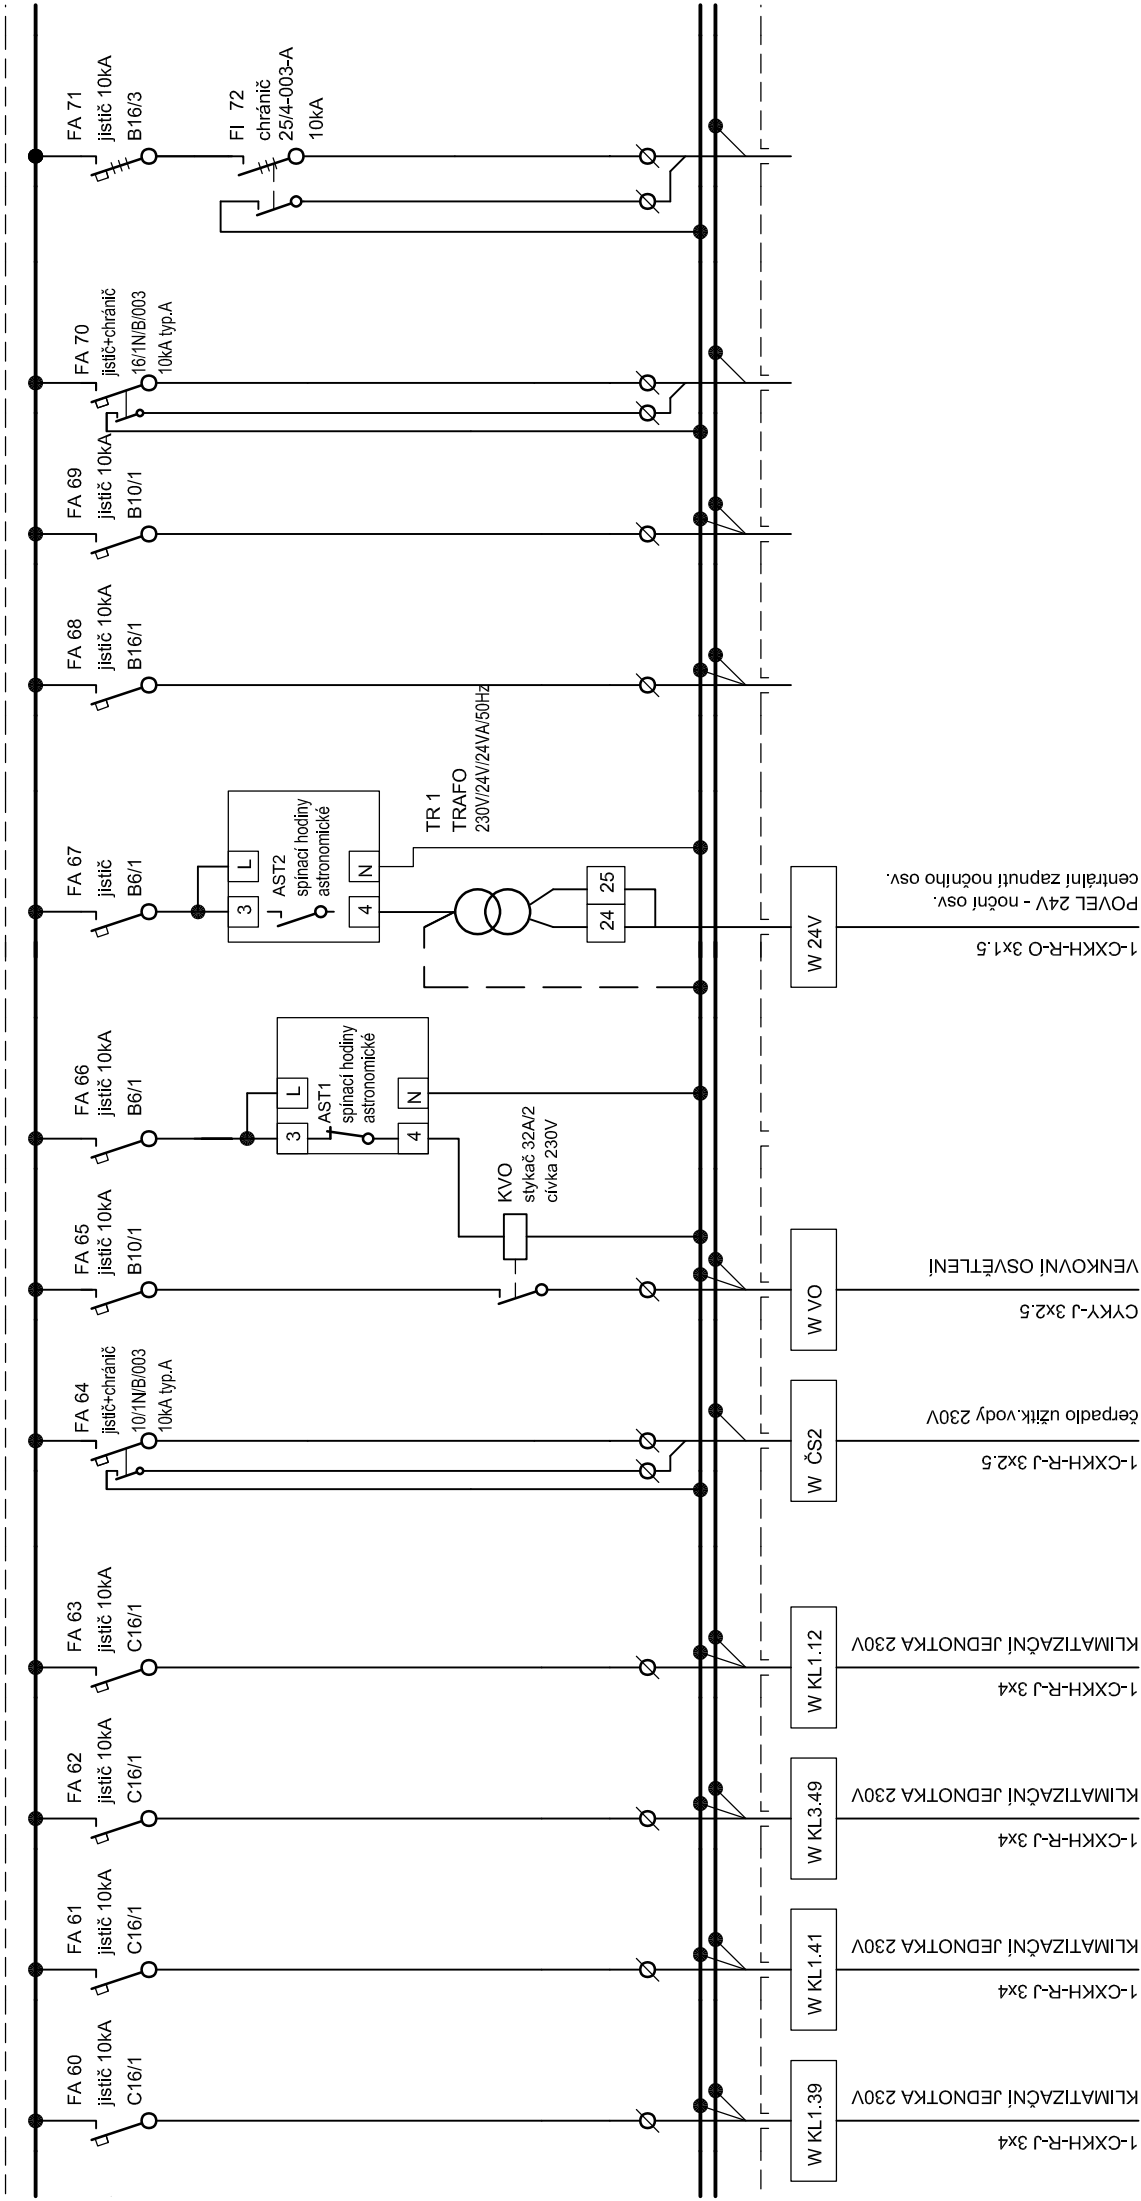 FA 60
jistič 10kA
C16/1
W KL1.39
1-CXKH-R-J 3x4
KLIMATIZAČNÍ JEDNOTKA 230V
FA 61
jistič 10kA
C16/1
W KL1.41
1-CXKH-R-J 3x4
KLIMATIZAČNÍ JEDNOTKA 230V
FA 62
jistič 10kA
C16/1
W KL3.49
1-CXKH-R-J 3x4
KLIMATIZAČNÍ JEDNOTKA 230V
FA 63
jistič 10kA
C16/1
W KL1.12
1-CXKH-R-J 3x4
KLIMATIZAČNÍ JEDNOTKA 230V
FA 64
jistič+chránič
10/1N/B/003
10kA typ.A
W ČS2
1-CXKH-R-J 3x2.5
čerpadlo užitk.vody 230V
FA 65
jistič 10kA
B10/1
KVO
stykač 32A/2
cívka 230V
W VO
CYKY-J 3x2.5
VENKOVNÍ OSVĚTLENÍ
FA 66
jistič 10kA
B6/1
3
L
AST1
spínací hodiny
astronomické
4
N
FA 67
jistič
B6/1
3
L
AST2
spínací hodiny
astronomické
4
N
TR 1
TRAFO
230V/24V/24VA/50Hz
24
25
W 24V
1-CXKH-R-O 3x1.5
POVEL 24V - noční osv.
centrální zapnutí nočního osv.
FA 68
jistič 10kA
B16/1
FA 69
jistič 10kA
B10/1
FA 70
jistič+chránič
16/1N/B/003
10kA typ.A
FA 71
jistič 10kA
B16/3
FI 72
chránič
25/4-003-A
10kA